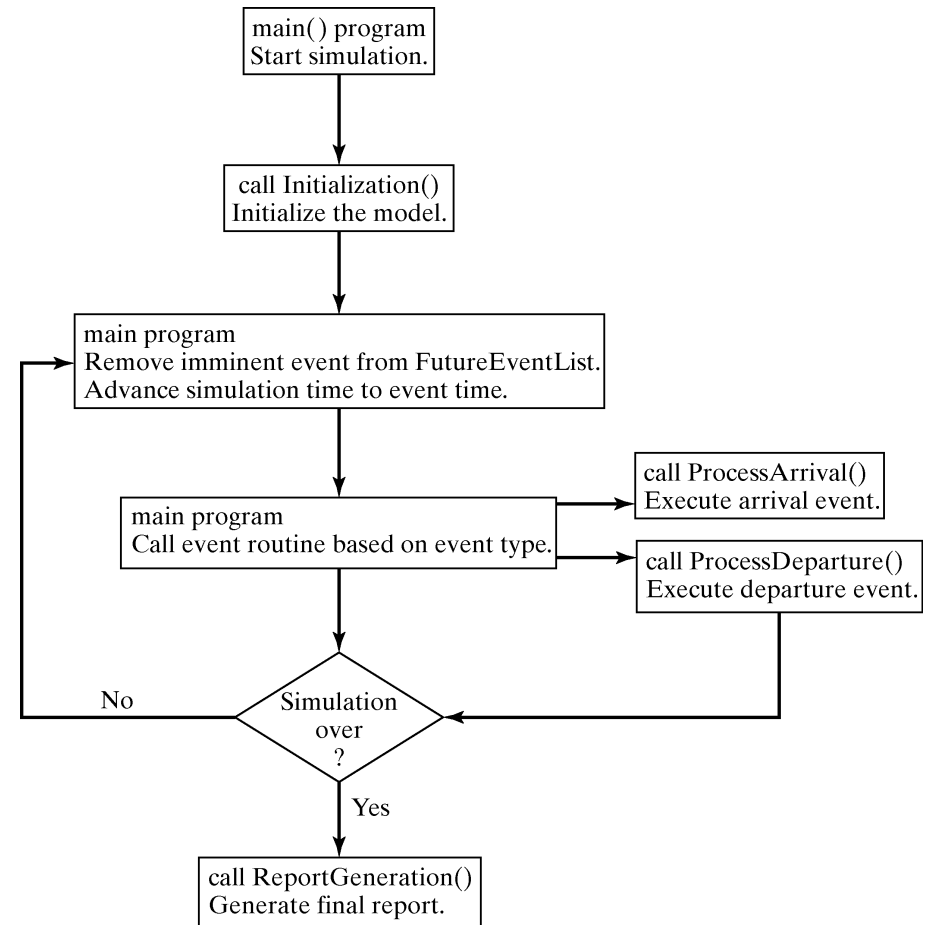 main() program
Start simulation.
call Initialization()
Initialize the model.
main program
Remove imminent event from FutureEventList.
Advance simulation time to event time.
main program
Call event routine based on event type.
call ProcessArrival()
Execute arrival event.
call ProcessDeparture()
Execute departure event.
Simulation
over
?
No
Yes
call ReportGeneration()
Generate final report.